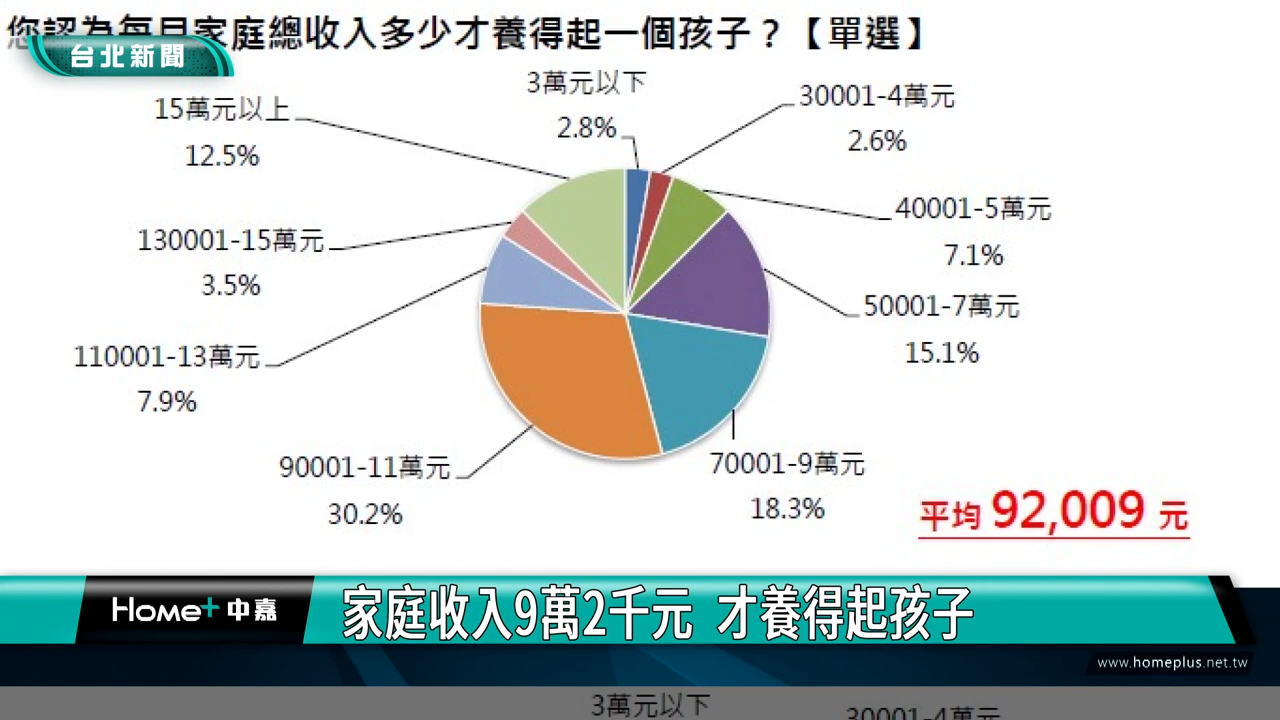 您認為每月家庭總收入多少才養得起一個孩子？【單選】
台北新聞
3萬元以下
2.8%
30001-4萬元
2.6%
15萬元以上
12.5%
40001-5萬元
7.1%
130001-15萬元
3.5%
50001-7萬元
15.1%
110001-13萬元
7.9%
90001-11萬元
30.2%
70001-9萬元
18.3%
平均 92,009 元
Home+ 中嘉
家庭收入9萬2千元 才養得起孩子
www.homeplus.net.tw
3萬元以下
30001-4萬元